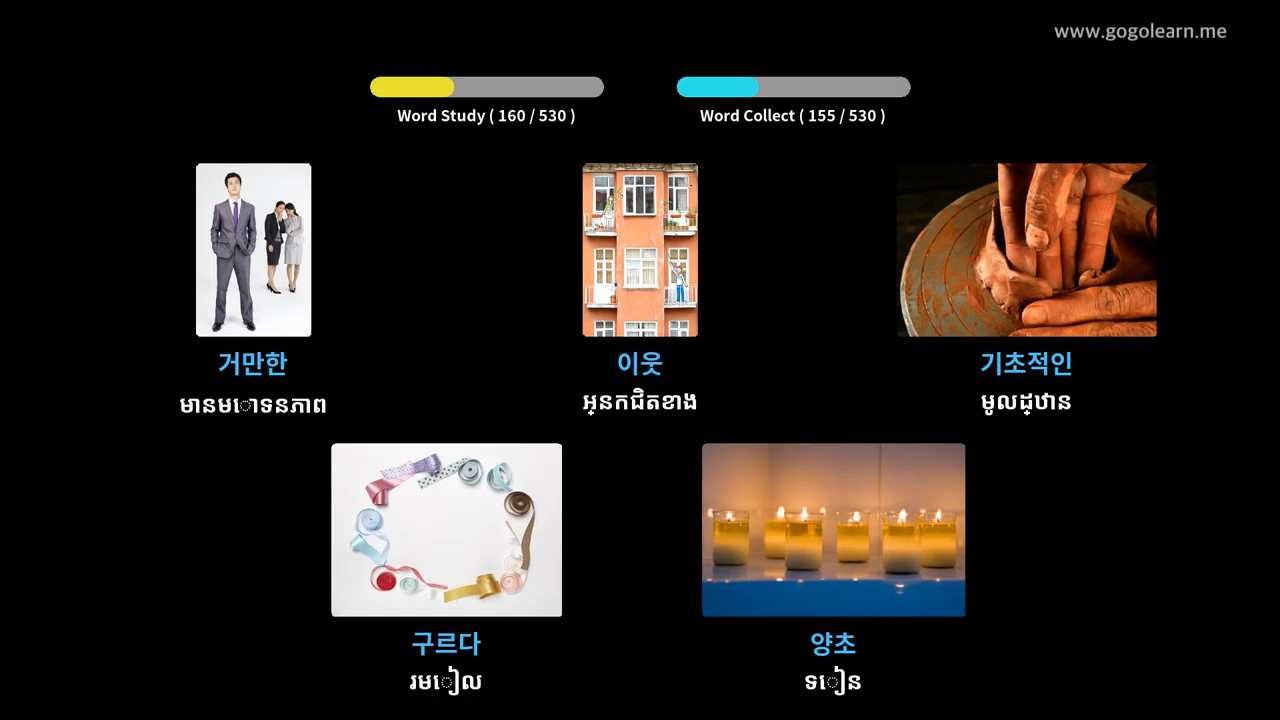 www.gogolearn.me
Word Study ( 160 / 530 )
Word Collect ( 155 / 530 )
거만한
មានមោទនភាព
이웃
អ្នកជិតខាង
기초적인
មូលដ្ឋាន
구르다
រមៀល
양초
ទៀន